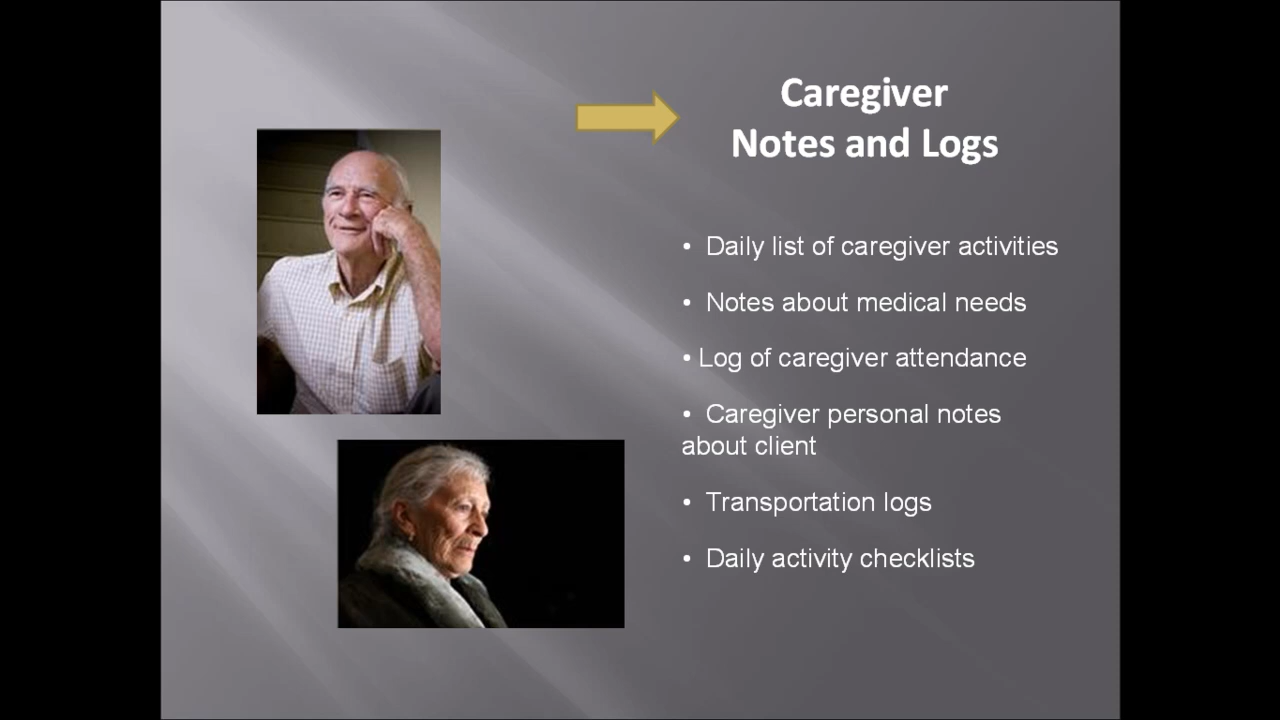 Caregiver
Notes and Logs
• Daily list of caregiver activities
• Notes about medical needs
• Log of caregiver attendance
• Caregiver personal notes
about client
• Transportation logs
• Daily activity checklists